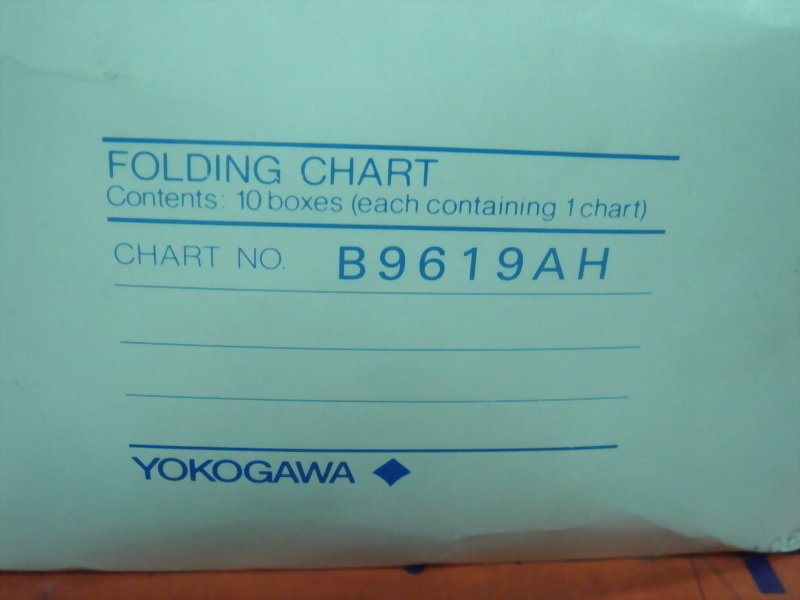 FOLDING CHART
Contents: 10 boxes (each containing 1 chart)
CHART NO. B9619AH
YOKOGAWA